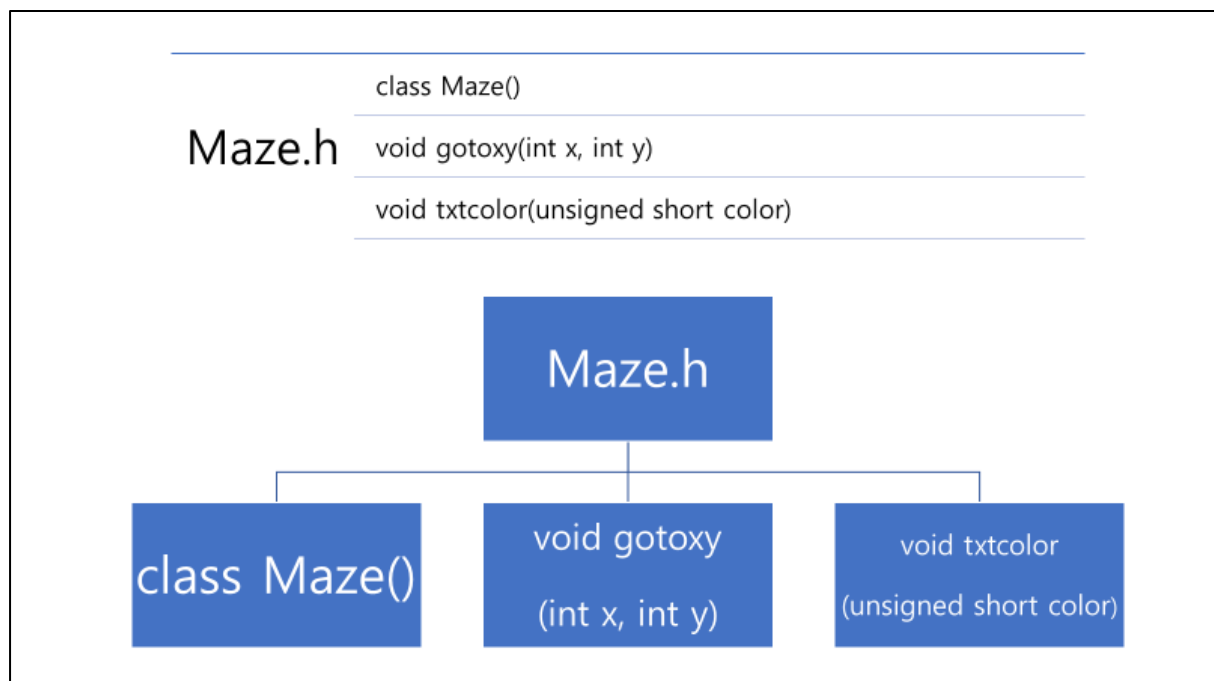 Maze.h
class Maze()
void gotoxy(int x, int y)
void txtcolor(unsigned short color)
Maze.h
class Maze()
void gotoxy
(int x, int y)
void txtcolor
(unsigned short color)